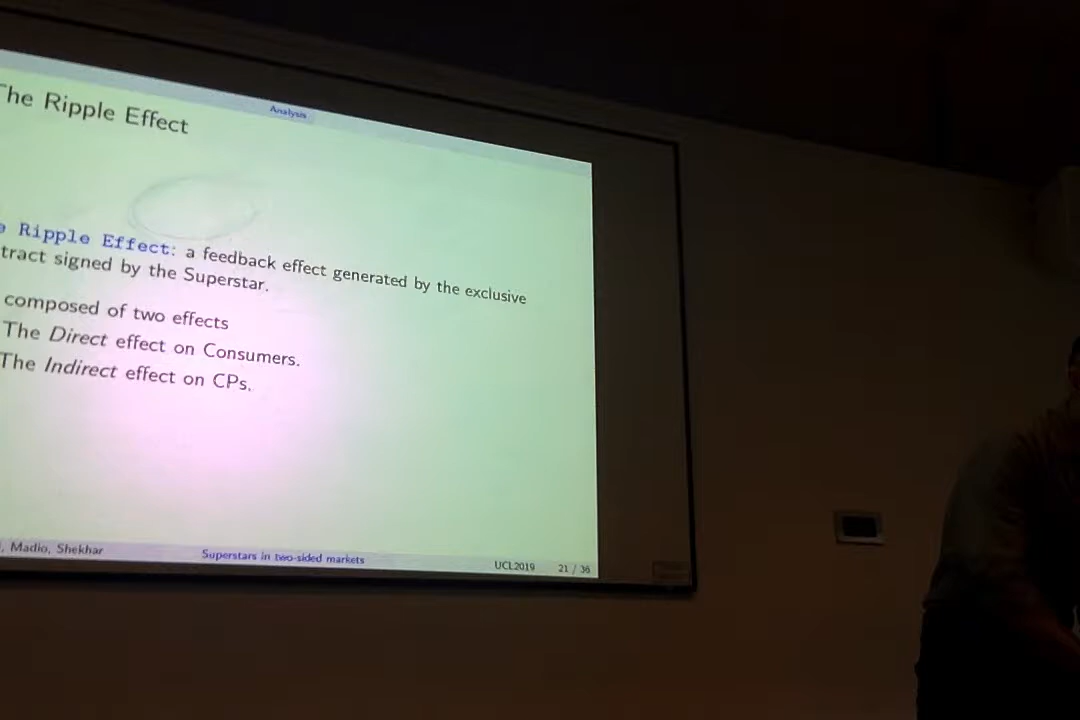 Analysis
The Ripple Effect
Ripple Effect: a feedback effect generated by the exclusive
tract signed by the Superstar.
composed of two effects
The Direct effect on Consumers.
The Indirect effect on CPs.
, Madio, Shekhar
Superstars in two-sided markets
UCL2019
21 / 36